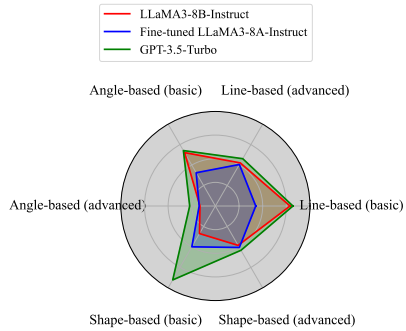 LLaMA3-8B-Instruct
Fine-tuned LLaMA3-8A-Instruct
GPT-3.5-Turbo
Angle-based (basic) Line-based (advanced)
Angle-based (advanced) Line-based (basic)
Shape-based (basic) Shape-based (advanced)